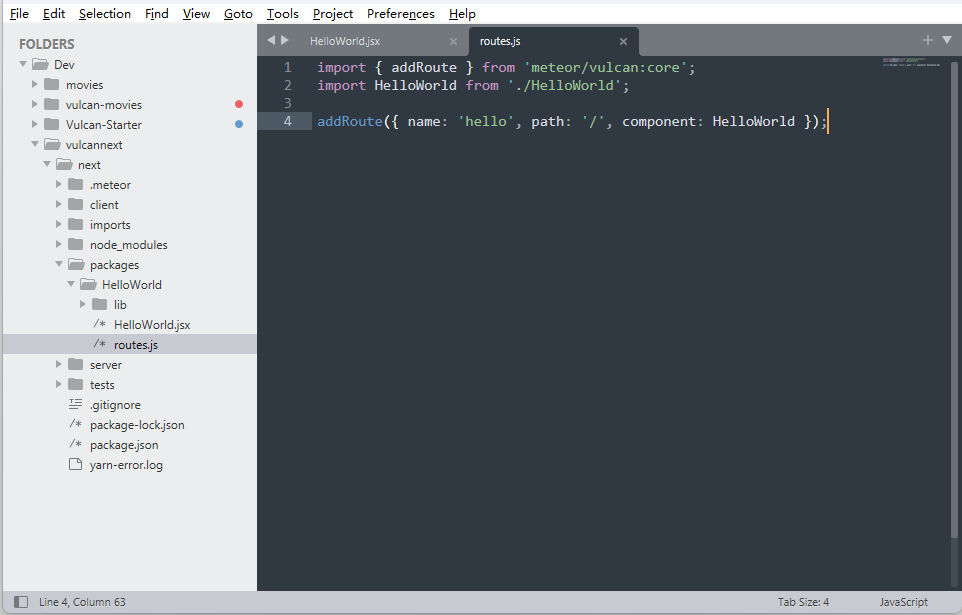 File Edit Selection Find View Goto Tools Project Preferences Help
FOLDERS
Dev
movies
vulcan-movies
Vulcan-Starter
vulcannext
next
.meteor
client
imports
node_modules
packages
HelloWorld
lib
/* HelloWorld.jsx
/* routes.js
server
tests
.gitignore
/* package-lock.json
/* package.json
yarn-error.log
HelloWorld.jsx × routes.js ×
1 import { addRoute } from 'meteor/vulcan:core';
2 import HelloWorld from './HelloWorld';
3
4 addRoute({ name: 'hello', path: '/', component: HelloWorld });
Line 4, Column 63 Tab Size: 4 JavaScript